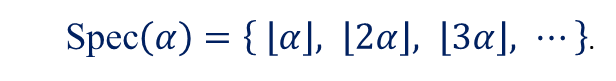 Spec(𝛼) = { ⌊𝛼⌋, ⌊2𝛼⌋, ⌊3𝛼⌋, ⋯ }.